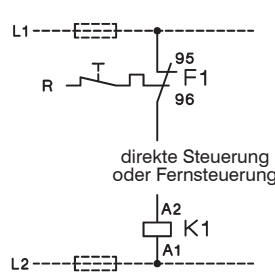 L1
95
F1
R
96
direkte Steuerung
oder Fernsteuerung
A2
K1
A1
L2